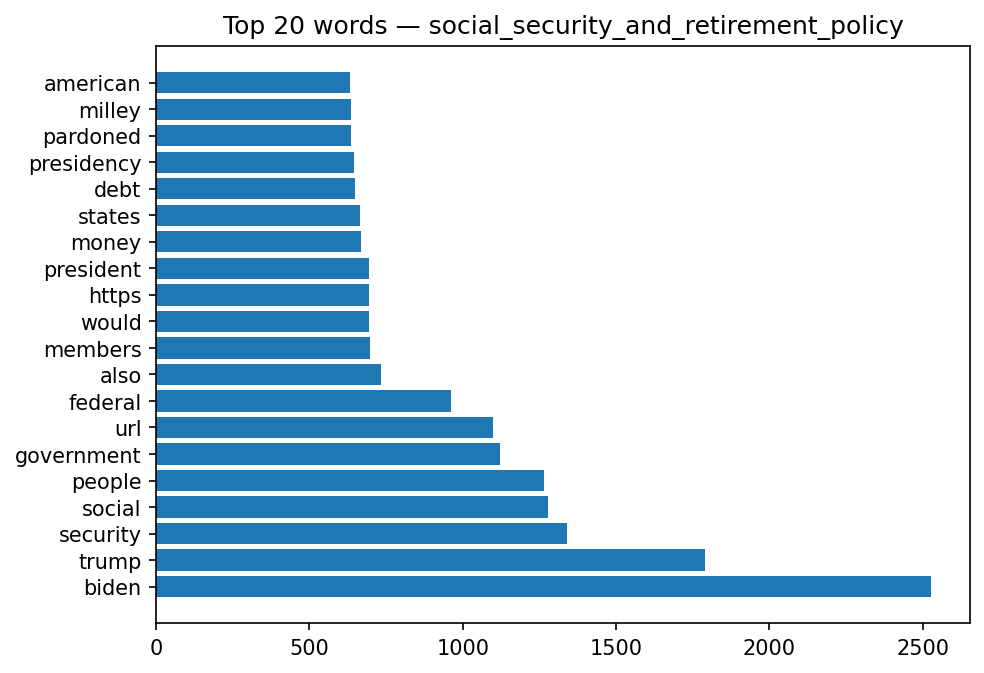 Top 20 words — social_security_and_retirement_policy
american
milley
pardoned
presidency
debt
states
money
president
https
would
members
also
federal
url
government
people
social
security
trump
biden
0 500 1000 1500 2000 2500